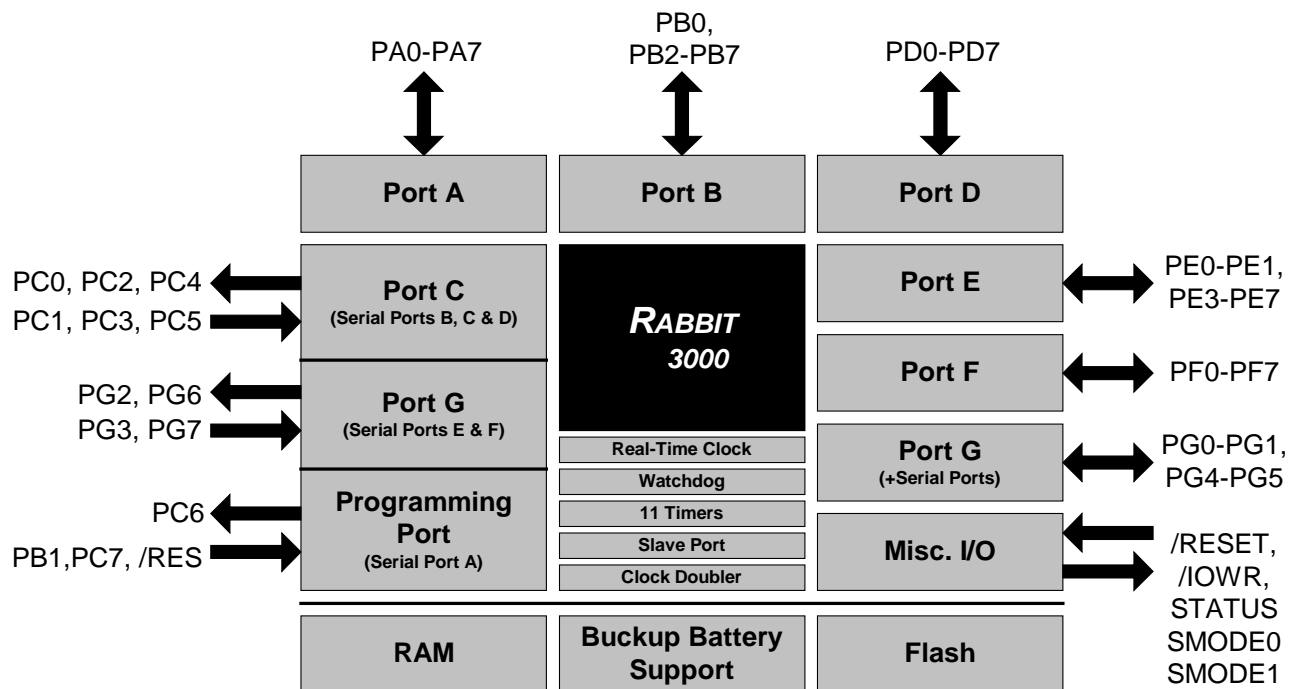 PA0-PA7
PB0,
PB2-PB7
PD0-PD7
Port A
Port B
Port D
PC0, PC2, PC4
PC1, PC3, PC5
Port C
(Serial Ports B, C & D)
RABBIT
3000
Port E
PE0-PE1,
PE3-PE7
PG2, PG6
PG3, PG7
Port G
(Serial Ports E & F)
Port F
PF0-PF7
Real-Time Clock
Watchdog
11 Timers
Slave Port
Clock Doubler
Port G
(+Serial Ports)
PG0-PG1,
PG4-PG5
PC6
PB1,PC7, /RES
Programming
Port
(Serial Port A)
Misc. I/O
/RESET,
/IOWR,
STATUS
SMODE0
SMODE1
RAM
Buckup Battery
Support
Flash